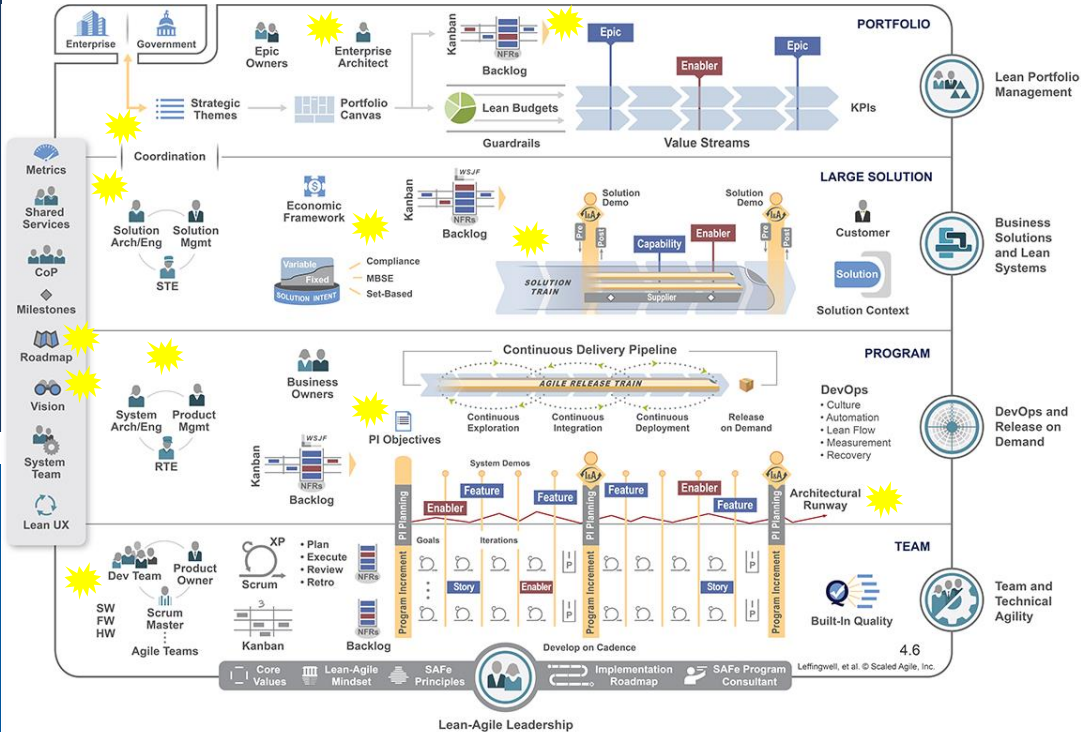 Enterprise
Government
Epic
Owners
Enterprise
Architect
Kanban
NFRs
Backlog
Epic
Enabler
Epic
PORTFOLIO
Strategic
Themes
Portfolio
Canvas
Lean Budgets
Guardrails
Value Streams
KPIs
Lean Portfolio
Management
Coordination
Metrics
Shared
Services
CoP
Milestones
Roadmap
Vision
System
Team
Lean UX
LARGE SOLUTION
Solution
Arch/Eng
Solution
Mgmt
STE
Economic
Framework
Variable
Fixed
SOLUTION INTENT
Compliance
MBSE
Set-Based
Kanban
WSJF
NFRs
Backlog
SOLUTION
TRAIN
Solution
Demo
I&A
Pre
Post
Capability
Enabler
Supplier
Solution
Demo
I&A
Pre
Post
Customer
Solution
Solution Context
Business
Solutions
and Lean
Systems
PROGRAM
System
Arch/Eng
Product
Mgmt
RTE
Business
Owners
Kanban
WSJF
NFRs
Backlog
PI Objectives
Continuous Delivery Pipeline
AGILE RELEASE TRAIN
Continuous
Exploration
Continuous
Integration
Continuous
Deployment
Release
on Demand
DevOps
• Culture
• Automation
• Lean Flow
• Measurement
• Recovery
DevOps and
Release on
Demand
System Demos
I&A
I&A
PI Planning
Enabler
Feature
Feature
PI Planning
Feature
Enabler
Feature
PI Planning
Architectural
Runway
TEAM
Dev Team
Product
Owner
Scrum
Master
Agile Teams
SW
FW
HW
XP
Scrum
3
Kanban
• Plan
• Execute
• Review
• Retro
NFRs
NFRs
Backlog
Program Increment
Goals
Iterations
Story
Enabler
I P
I P
Program Increment
Story
I P
I P
Program Increment
Develop on Cadence
Built-In Quality
Team and
Technical
Agility
4.6
Leffingwell, et al. © Scaled Agile, Inc.
Core
Values
Lean-Agile
Mindset
SAFe
Principles
Implementation
Roadmap
SAFe Program
Consultant
Lean-Agile Leadership